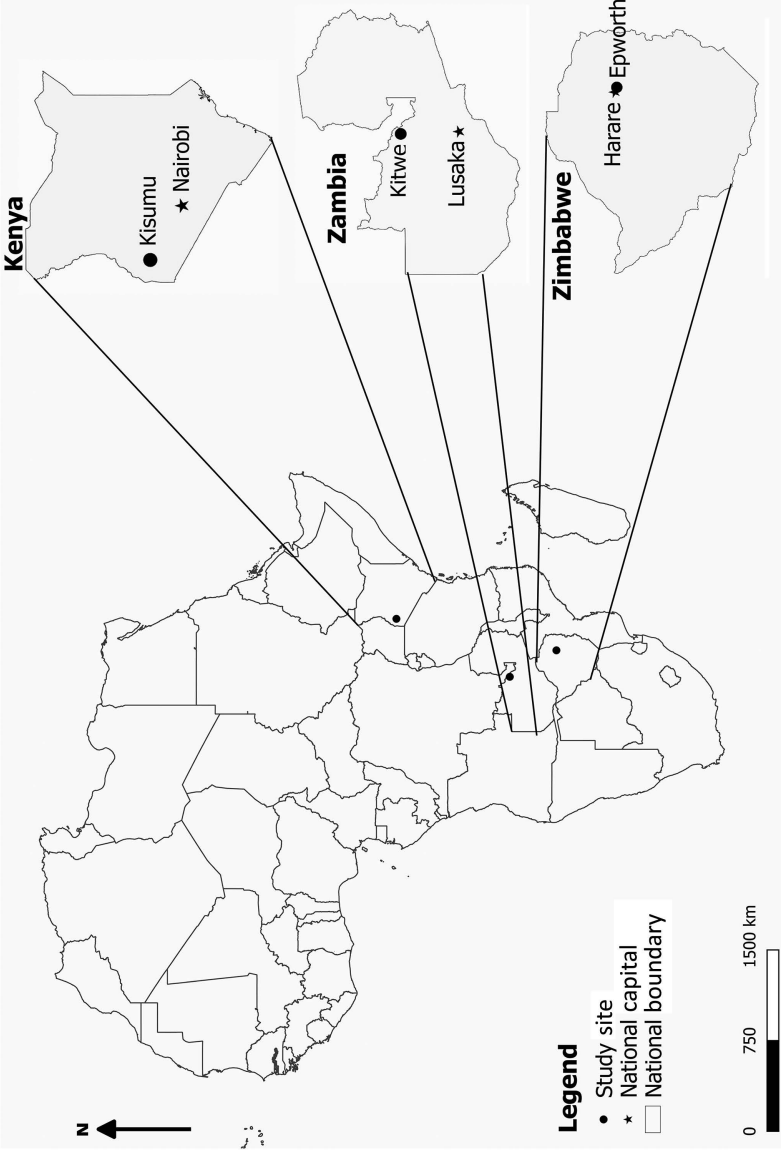 Kenya
Kisumu
Nairobi
Zambia
Kitwe
Lusaka
Zimbabwe
Harare
Epworth
N
Legend
Study site
National capital
National boundary
0 750 1500 km